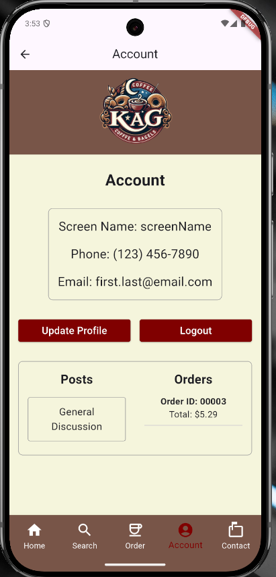 3:53
DEBUG
Account
COFFEE
KAG
COFFEE & BAGELS
Account
Screen Name: screenName
Phone: (123) 456-7890
Email: first.last@email.com
Update Profile
Logout
Posts
Orders
General
Discussion
Order ID: 00003
Total: $5.29
Home
Search
Order
Account
Contact